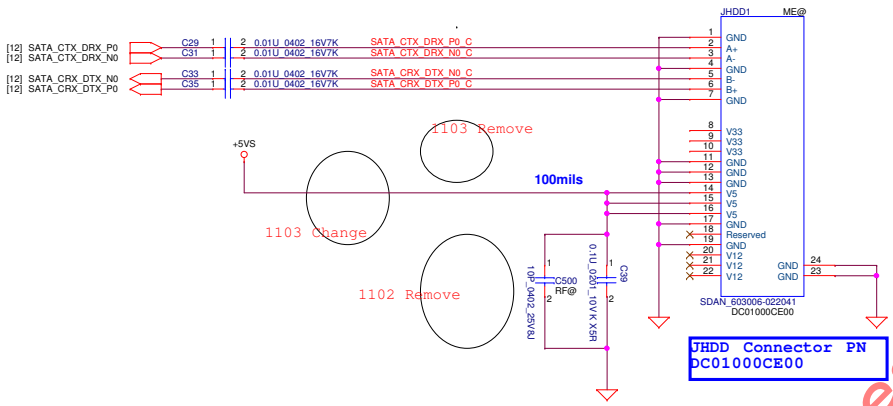 JHDD1 ME@
[12] SATA_CTX_DRX_P0 C29 1 2 0.01U_0402_16V7K SATA_CTX_DRX_P0_C
[12] SATA_CTX_DRX_N0 C31 1 2 0.01U_0402_16V7K SATA_CTX_DRX_N0_C
[12] SATA_CRX_DTX_N0 C33 1 2 0.01U_0402_16V7K SATA_CRX_DTX_N0_C
[12] SATA_CRX_DTX_P0 C35 1 2 0.01U_0402_16V7K SATA_CRX_DTX_P0_C
1 GND
2 A+
3 A-
4 GND
5 B-
6 B+
7 GND
8 V33
9 V33
10 V33
11 GND
12 GND
13 GND
14 V5
15 V5
16 V5
17 GND
18 Reserved
19 GND
20 V12
21 V12
22 V12
GND 24
GND 23
+5VS
1103 Remove
100mils
1103 Change
1102 Remove
1
2
C500
RF@
10P_0402_25V8J
1
2
C39
0.1U_0201_10V K X5R
SDAN_603006-022041
DC01000CE00
JHDD Connector PN
DC01000CE00